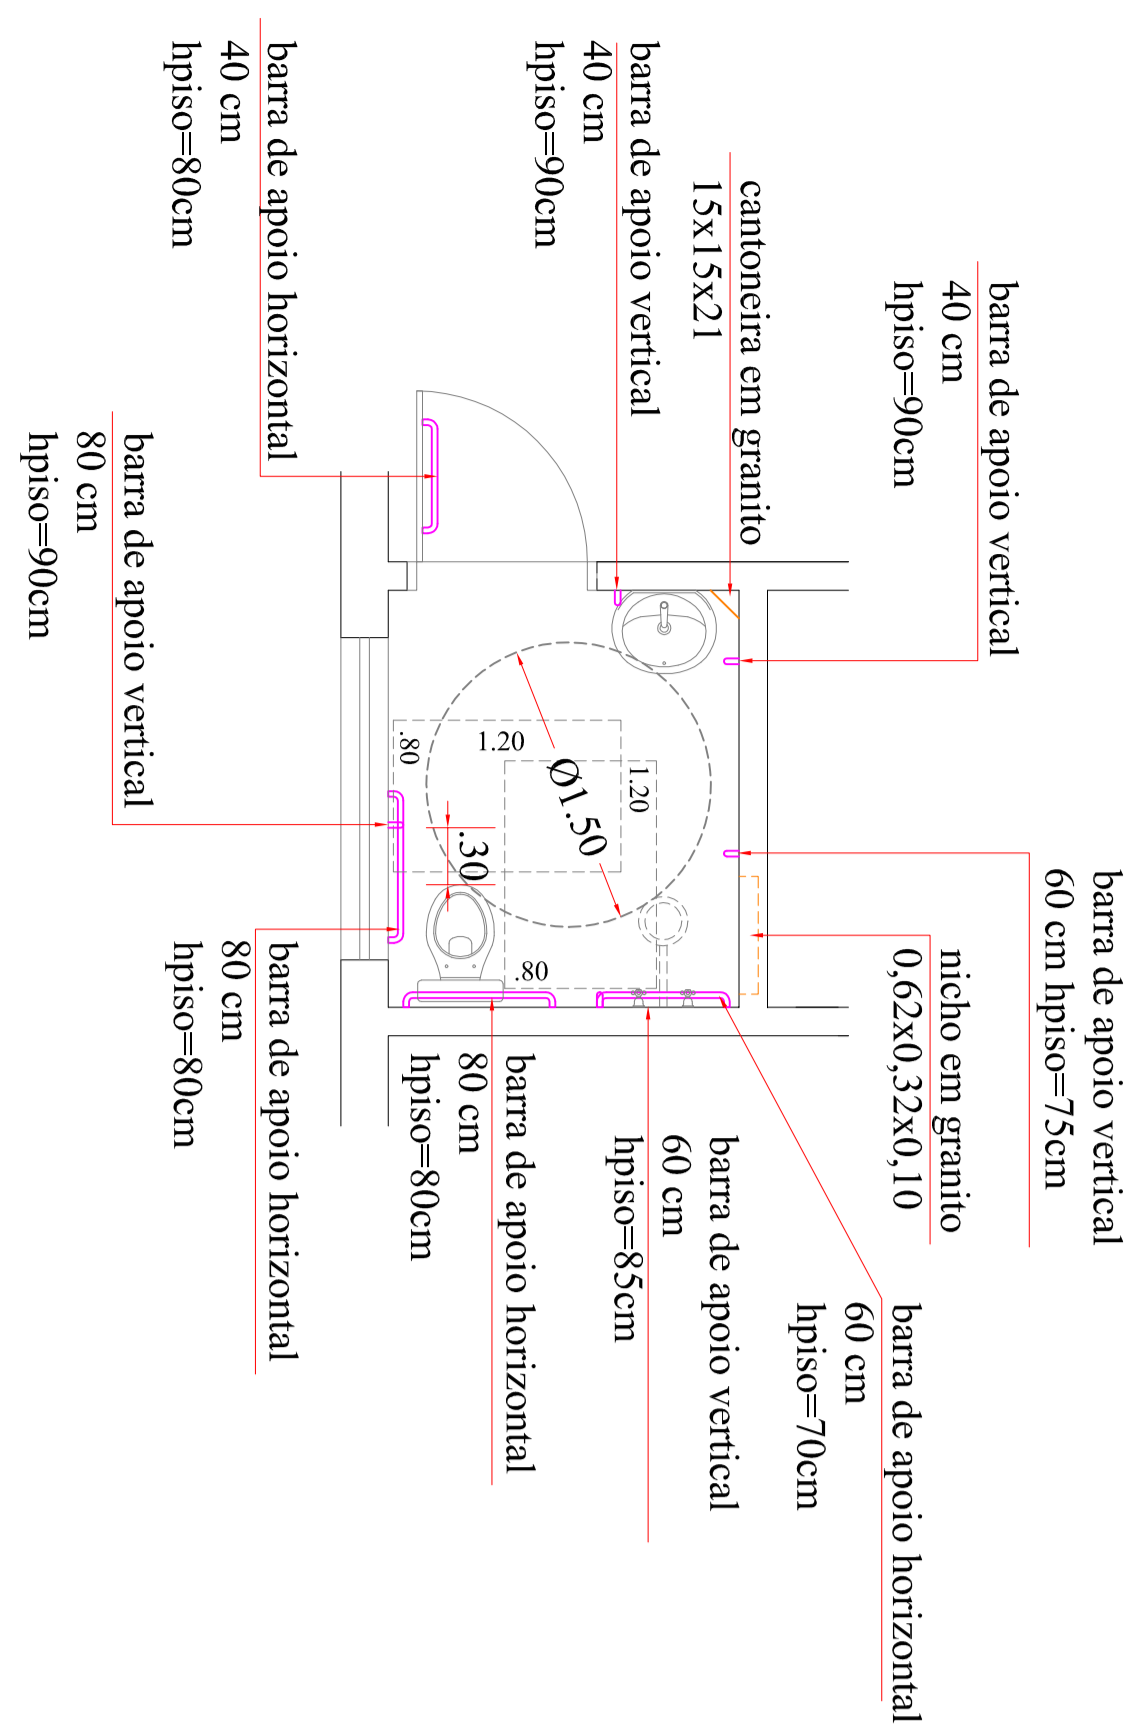 barra de apoio vertical
60 cm hpiso=75cm
barra de apoio vertical
40 cm
hpiso=90cm
nicho em granito
0,62x0,32x0,10
barra de apoio horizontal
60 cm
hpiso=70cm
cantoneira em granito
15x15x21
barra de apoio vertical
60 cm
hpiso=85cm
barra de apoio vertical
40 cm
hpiso=90cm
1.20
Ø1.50
.80
1.20
.30
.80
barra de apoio horizontal
80 cm
hpiso=80cm
barra de apoio horizontal
40 cm
hpiso=80cm
barra de apoio horizontal
80 cm
hpiso=80cm
barra de apoio vertical
80 cm
hpiso=90cm